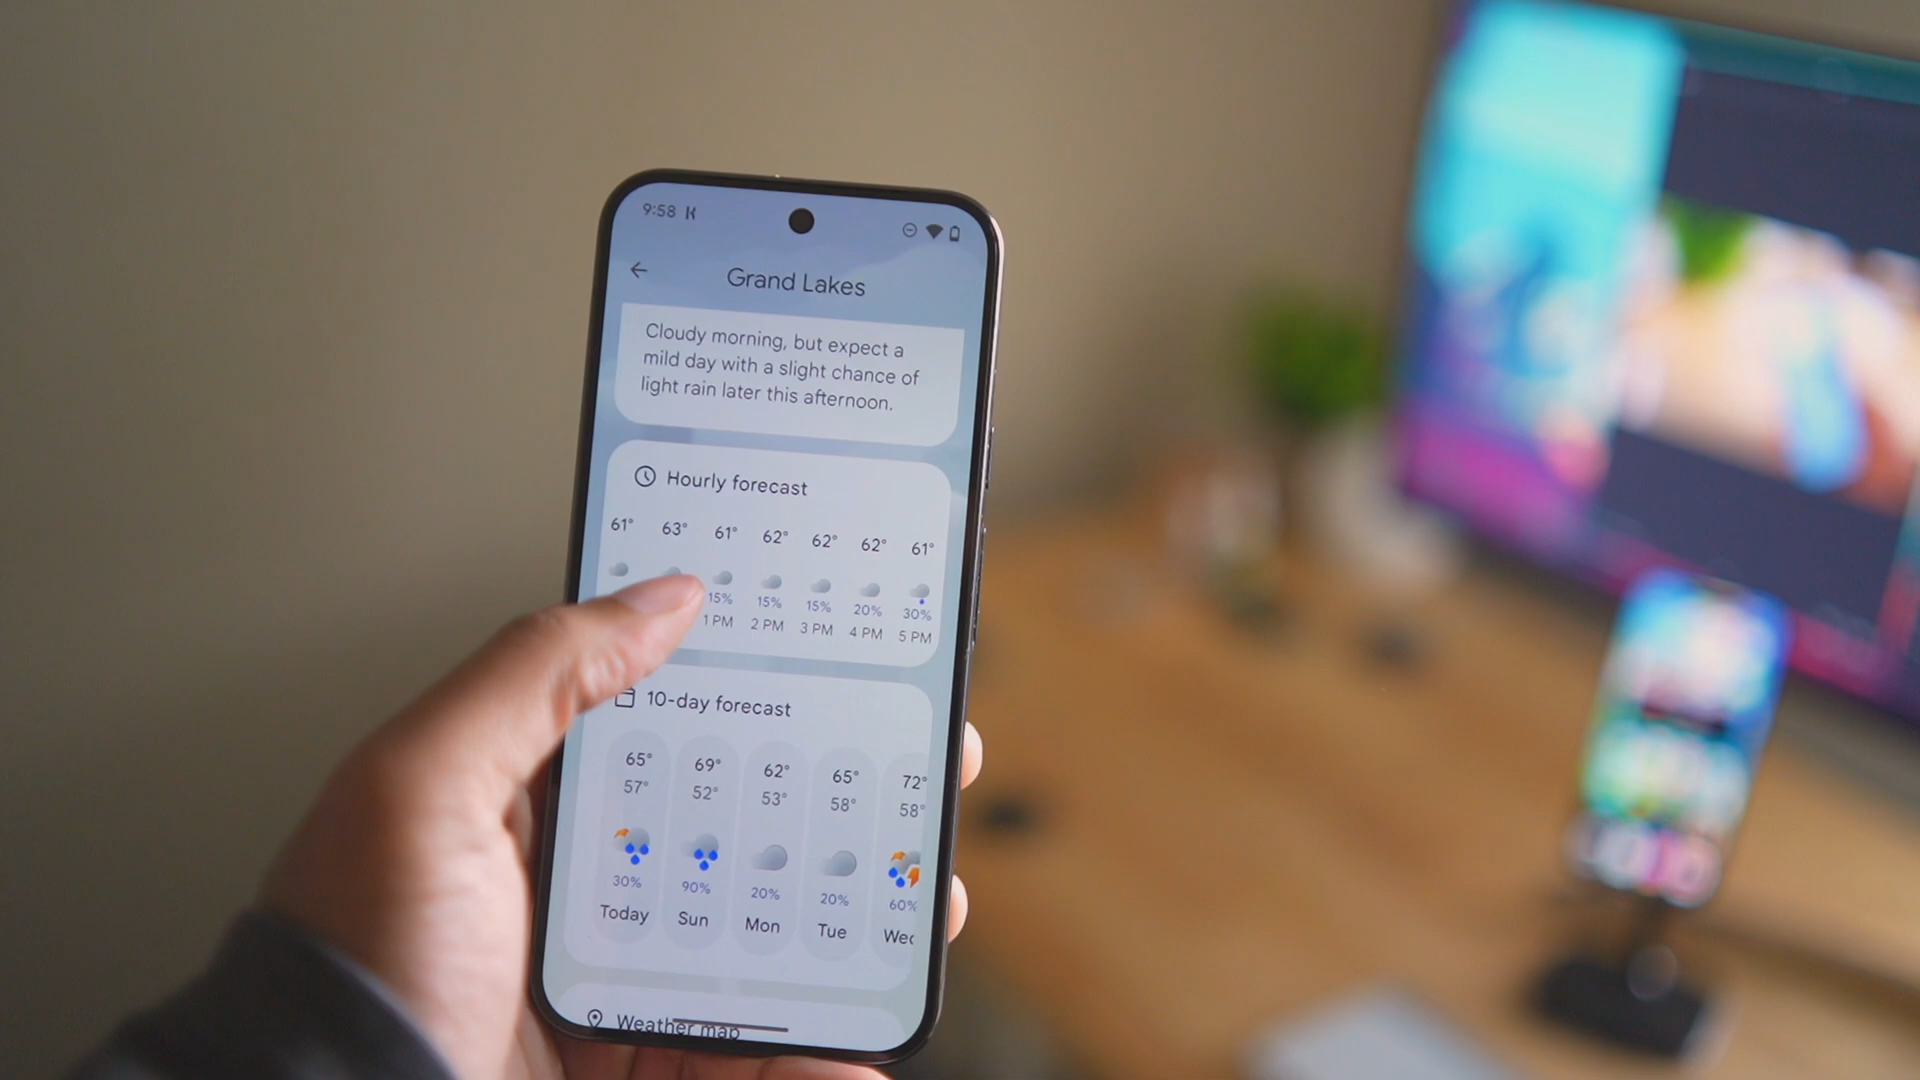 9:58
Grand Lakes
Cloudy morning, but expect a
mild day with a slight chance of
light rain later this afternoon.
Hourly forecast
61° 63° 61° 62° 62° 62° 61°
15% 15% 15% 20% 30%
1 PM 2 PM 3 PM 4 PM 5 PM
10-day forecast
65° 69° 62° 65° 72°
57° 52° 53° 58° 58°
30% 90% 20% 20% 60%
Today Sun Mon Tue Wec
Weather map